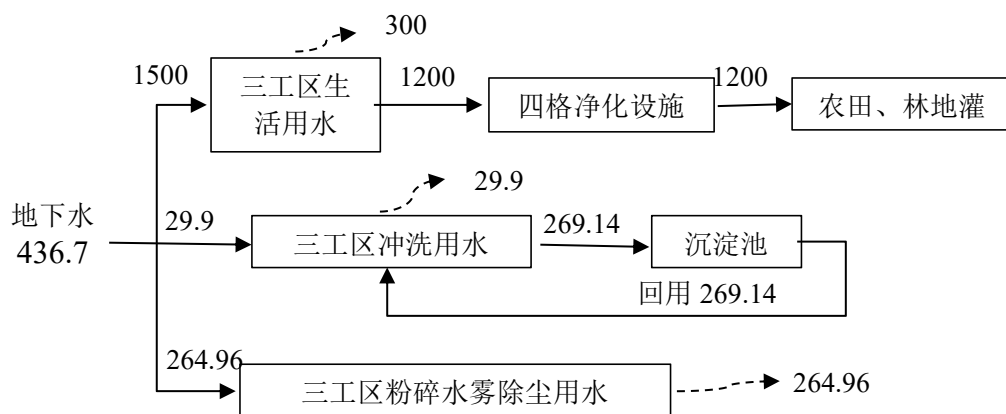 300
1500
三工区生
活用水
1200
四格净化设施
1200
农田、林地灌
29.9
地下水
436.7
29.9
三工区冲洗用水
269.14
沉淀池
回用 269.14
264.96
三工区粉碎水雾除尘用水
264.96